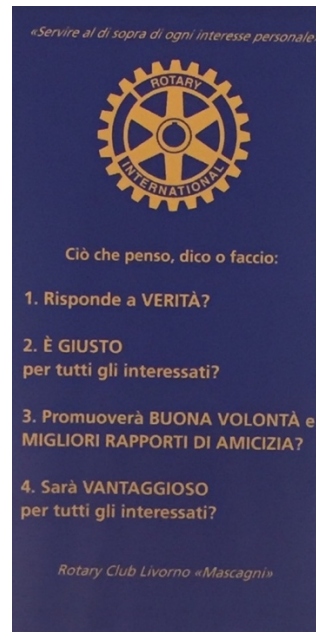 «Servire al di sopra di ogni interesse personale»
ROTARY
INTERNATIONAL
Ciò che penso, dico o faccio:
1. Risponde a VERITÀ?
2. È GIUSTO
per tutti gli interessati?
3. Promuoverà BUONA VOLONTÀ e
MIGLIORI RAPPORTI DI AMICIZIA?
4. Sarà VANTAGGIOSO
per tutti gli interessati?
Rotary Club Livorno «Mascagni»